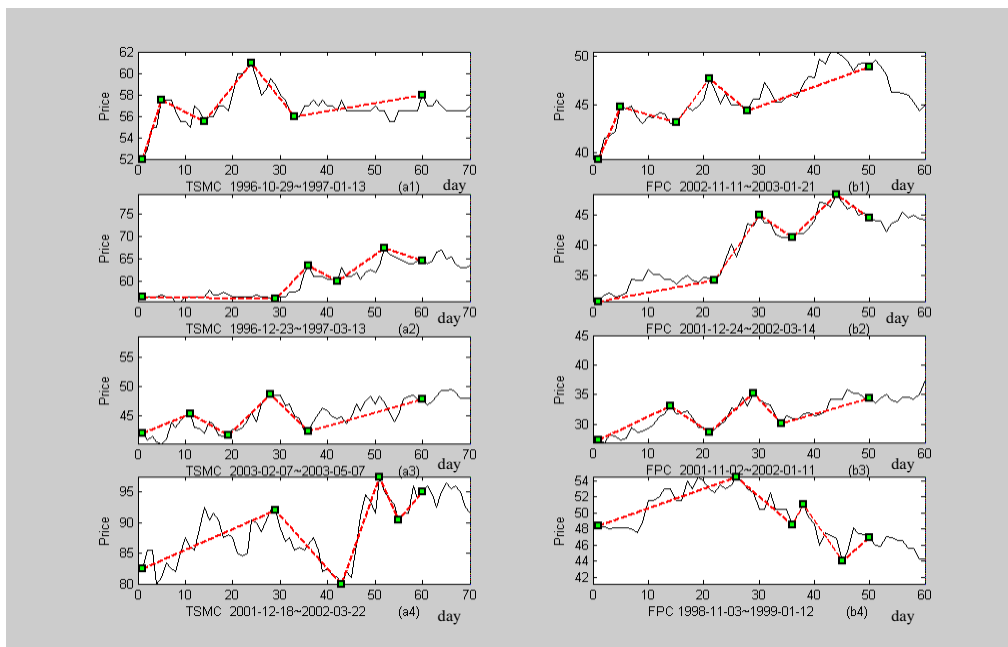 62
60
58
56
54
52
Price
0 10 20 30 40 50 60 70
TSMC 1996-10-29~1997-01-13 (a1) day
50
45
40
Price
0 10 20 30 40 50 60
FPC 2002-11-11~2003-01-21 (b1) day
75
70
65
60
Price
0 10 20 30 40 50 60 70
TSMC 1996-12-23~1997-03-13 (a2) day
45
40
35
Price
0 10 20 30 40 50 60
FPC 2001-12-24~2002-03-14 (b2) day
55
50
45
Price
0 10 20 30 40 50 60 70
TSMC 2003-02-07~2003-05-07 (a3) day
45
40
35
30
Price
0 10 20 30 40 50 60
FPC 2001-11-02~2002-01-11 (b3) day
95
90
85
80
Price
0 10 20 30 40 50 60 70
TSMC 2001-12-18~2002-03-22 (a4) day
54
52
50
48
46
44
42
Price
0 10 20 30 40 50 60
FPC 1998-11-03~1999-01-12 (b4) day